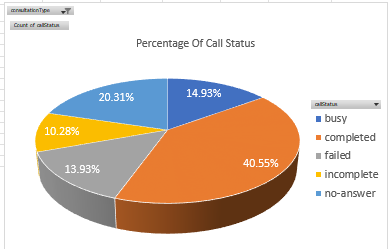 consultationType
Count of callStatus
Percentage Of Call Status
20.31%
14.93%
10.28%
13.93%
40.55%
callStatus
busy
completed
failed
incomplete
no-answer